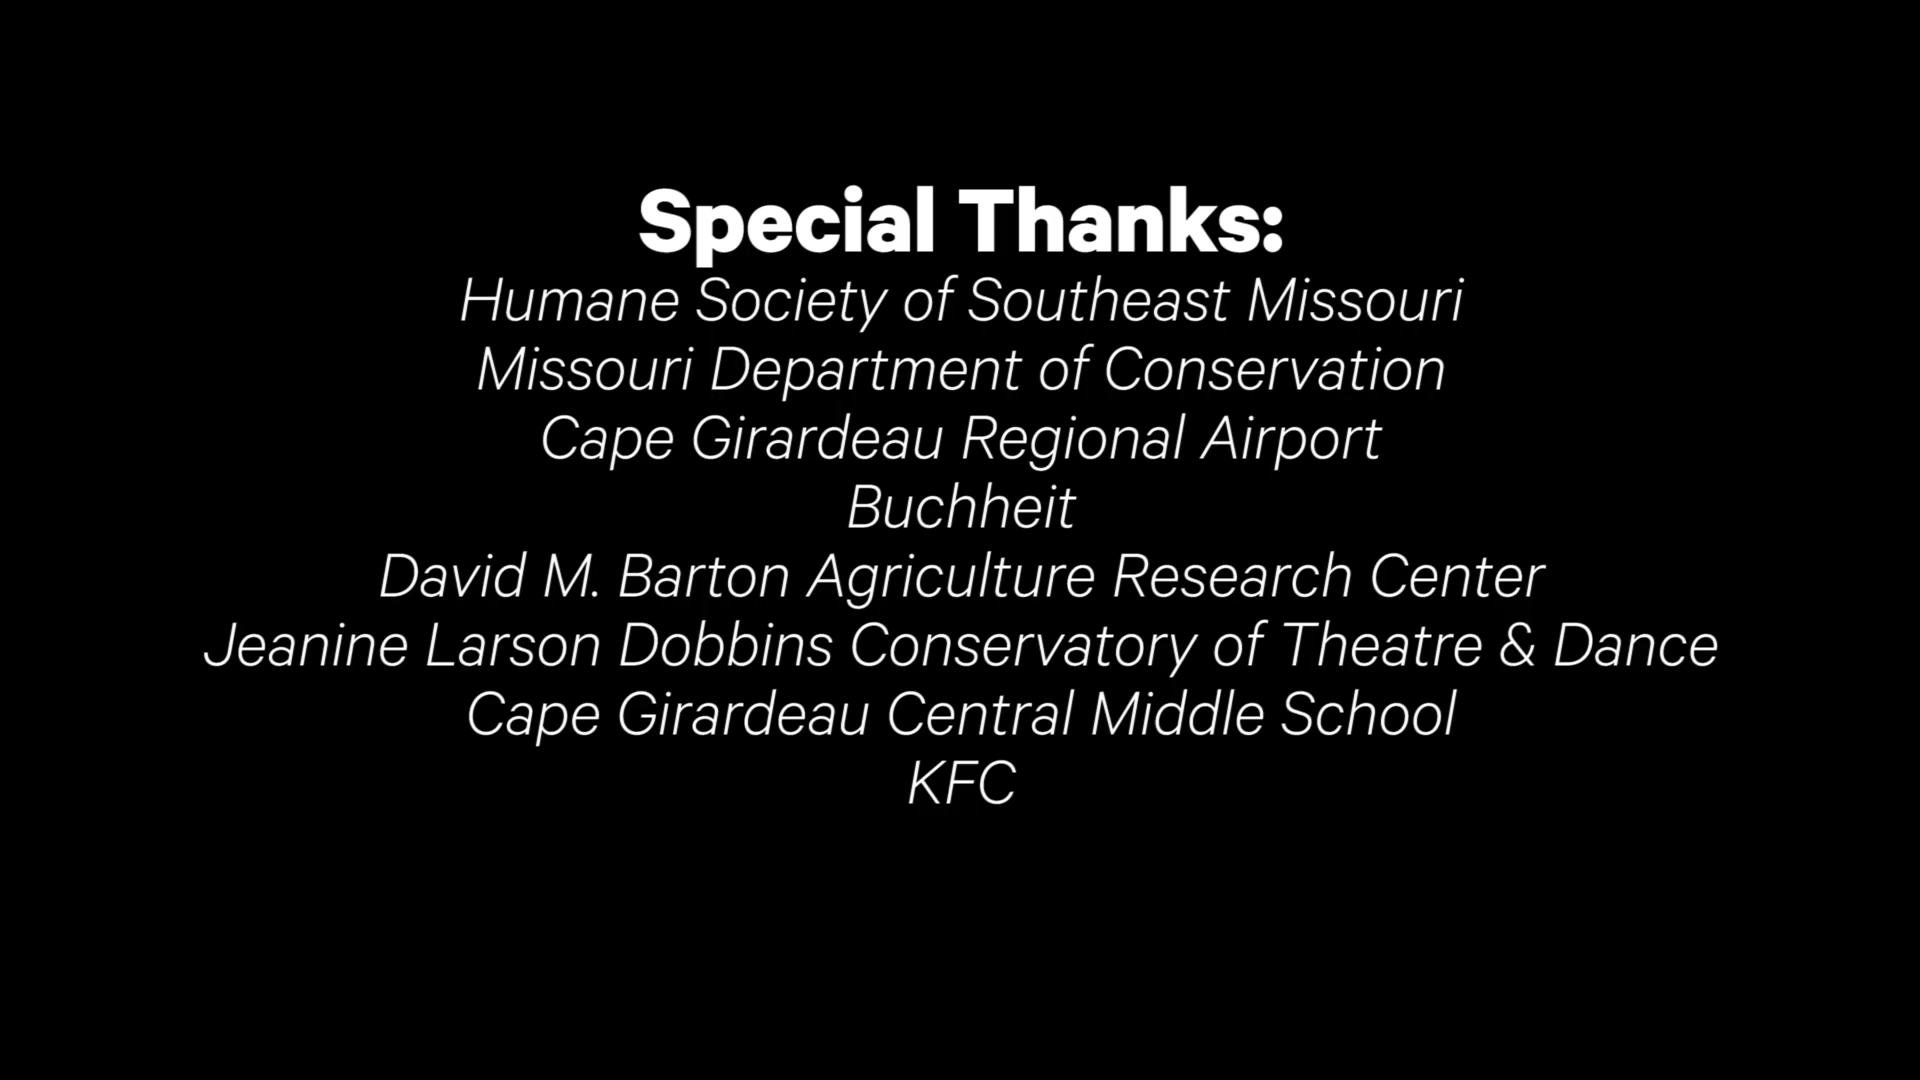 Special Thanks:
Humane Society of Southeast Missouri
Missouri Department of Conservation
Cape Girardeau Regional Airport
Buchheit
David M. Barton Agriculture Research Center
Jeanine Larson Dobbins Conservatory of Theatre & Dance
Cape Girardeau Central Middle School
KFC